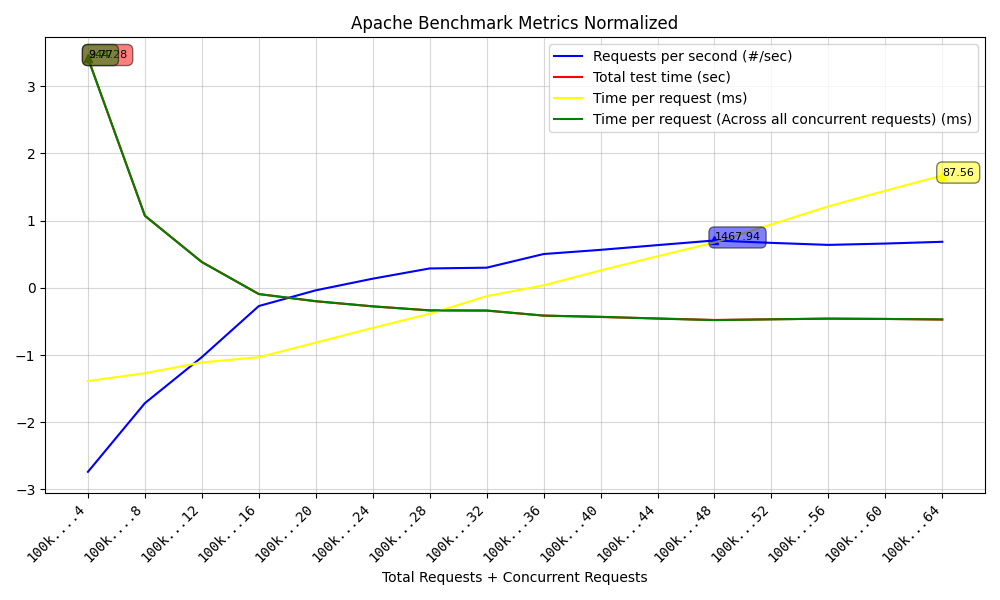 Apache Benchmark Metrics Normalized
Requests per second (#/sec)
Total test time (sec)
Time per request (ms)
Time per request (Across all concurrent requests) (ms)
87.56
1467.94
3
2
1
0
−1
−2
−3
100k....4
100k....8
100k...12
100k...16
100k...20
100k...24
100k...28
100k...32
100k...36
100k...40
100k...44
100k...48
100k...52
100k...56
100k...60
100k...64
Total Requests + Concurrent Requests